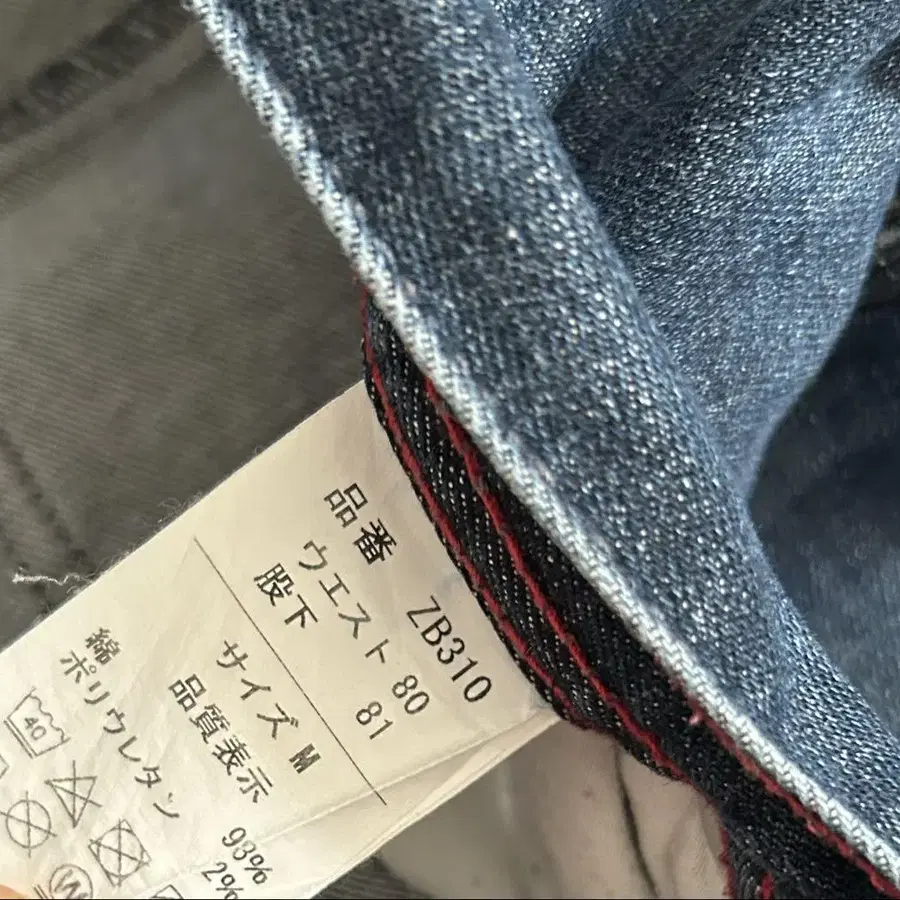 品番 ZB310
ウエスト 80
股下 81
サイズ M
品質表示
綿 93%
ポリウレタン 2%
40
W